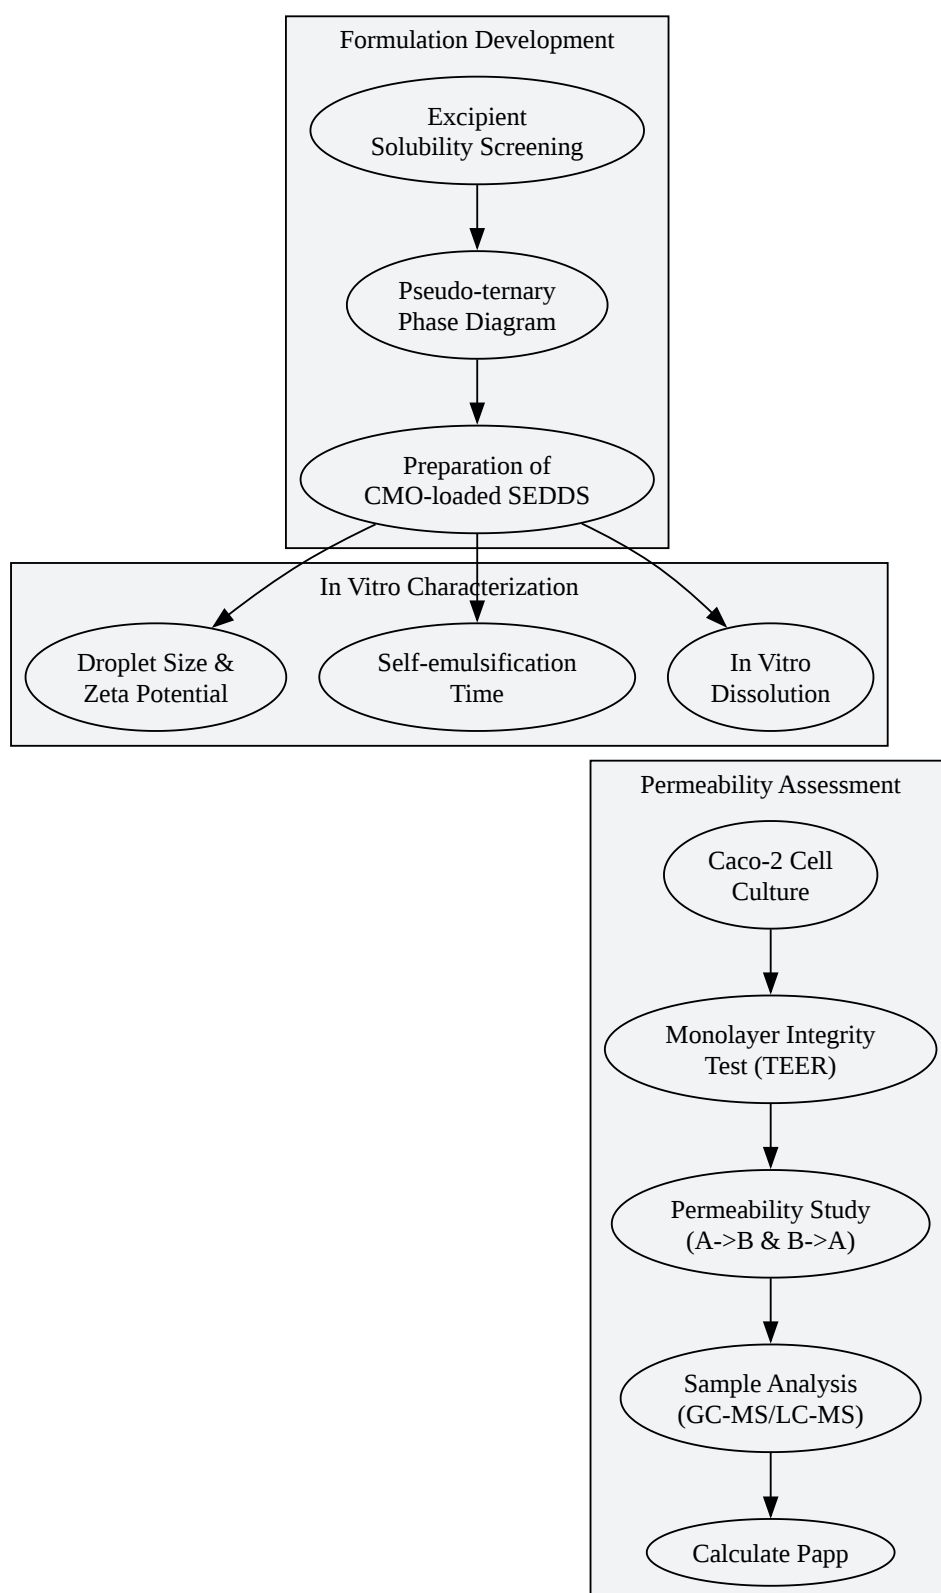 Formulation Development
Excipient
Solubility Screening
Pseudo-ternary
Phase Diagram
Preparation of
CMO-loaded SEDDS
In Vitro Characterization
Droplet Size &
Zeta Potential
Self-emulsification
Time
In Vitro
Dissolution
Permeability Assessment
Caco-2 Cell
Culture
Monolayer Integrity
Test (TEER)
Permeability Study
(A->B & B->A)
Sample Analysis
(GC-MS/LC-MS)
Calculate Papp